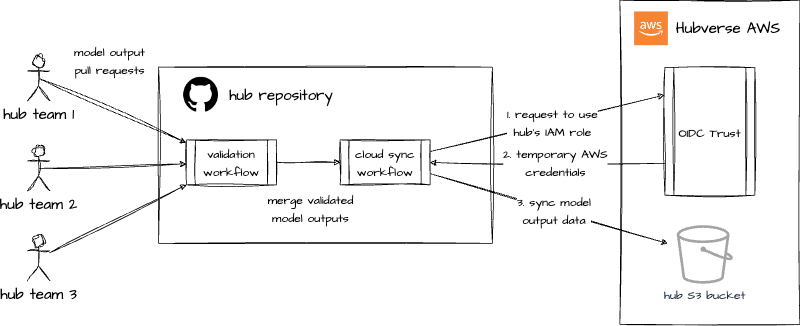 model output
pull requests
hub team 1
hub team 2
hub team 3
hub repository
validation
workflow
merge validated
model outputs
cloud sync
workflow
1. request to use
hub's IAM role
2. temporary AWS
credentials
3. sync model
output data
aws
Hubverse AWS
OIDC Trust
hub S3 bucket